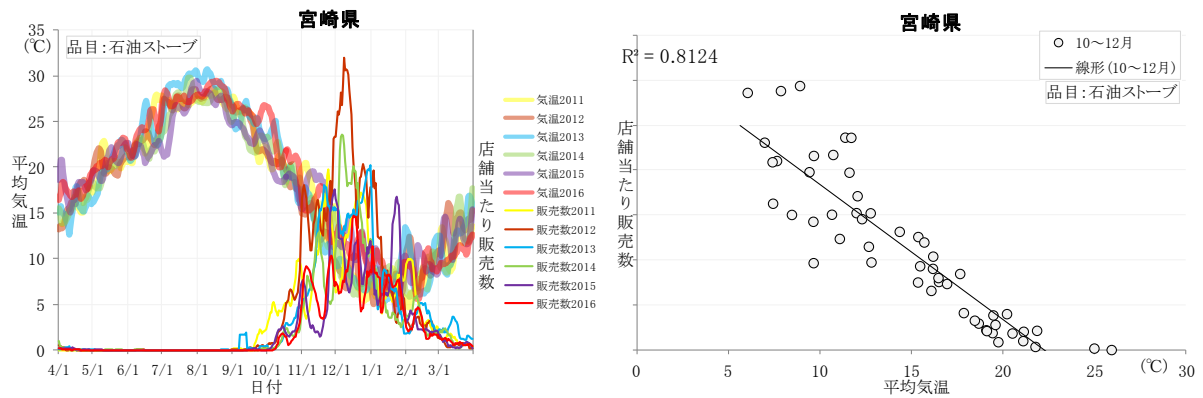 宮崎県
(℃)
品目:石油ストーブ
35
30
25
20
15
10
5
0
平均気温
店舗当たり販売数
4/1 5/1 6/1 7/1 8/1 9/1 10/1 11/1 12/1 1/1 2/1 3/1
日付
気温2011
気温2012
気温2013
気温2014
気温2015
気温2016
販売数2011
販売数2012
販売数2013
販売数2014
販売数2015
販売数2016
宮崎県
R² = 0.8124
10～12月
線形 (10～12月)
品目:石油ストーブ
店舗当たり販売数
0 5 10 15 20 25 30
(℃)
平均気温